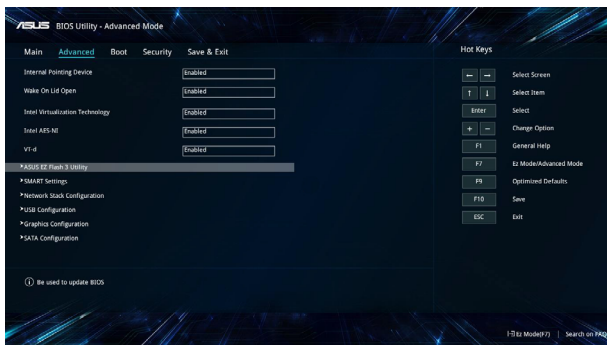 ASUS BIOS Utility - Advanced Mode
Main Advanced Boot Security Save & Exit
Internal Pointing Device Enabled
Wake On Lid Open Enabled
Intel Virtualization Technology Enabled
Intel AES-NI Enabled
VT-d Enabled
ASUS EZ Flash 3 Utility
SMART Settings
Network Stack Configuration
USB Configuration
Graphics Configuration
SATA Configuration
Be used to update BIOS
Hot Keys
← → Select Screen
↑ ↓ Select Item
Enter Select
+ - Change Option
F1 General Help
F7 Ez Mode/Advanced Mode
F9 Optimized Defaults
F10 Save
ESC Exit
Ez Mode(F7) | Search on FAQ